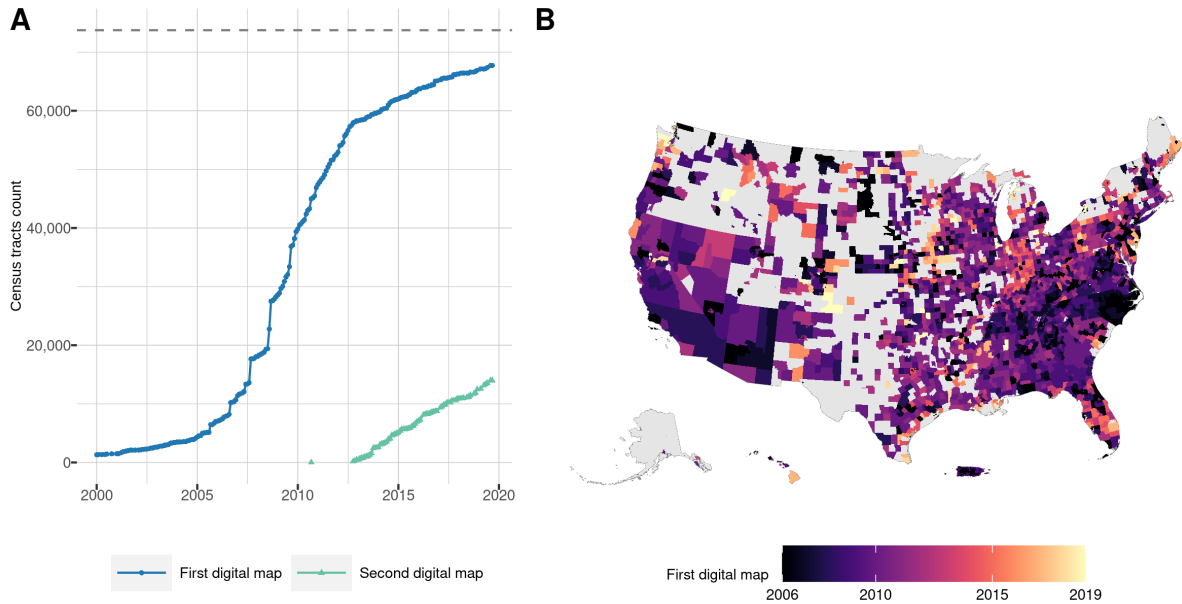 A
B
Census tracts count
60,000
40,000
20,000
0
2000 2005 2010 2015 2020
First digital map Second digital map
First digital map
2006 2010 2015 2019